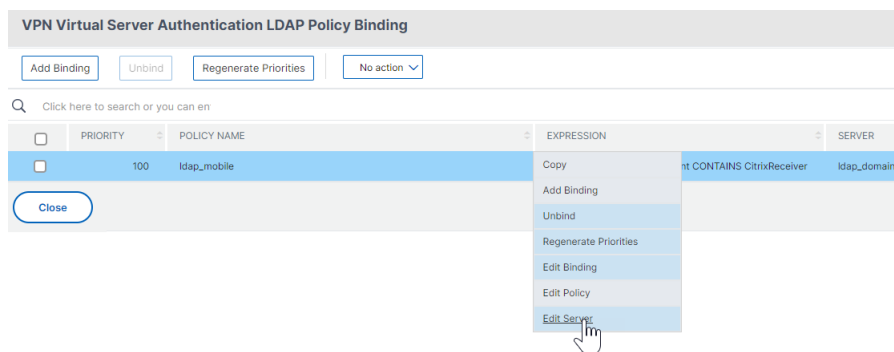 VPN Virtual Server Authentication LDAP Policy Binding
Add Binding Unbind Regenerate Priorities No action
Click here to search or you can en
PRIORITY POLICY NAME EXPRESSION SERVER
100 ldap_mobile nt CONTAINS CitrixReceiver ldap_domain
Copy
Add Binding
Unbind
Regenerate Priorities
Edit Binding
Edit Policy
Edit Server
Close